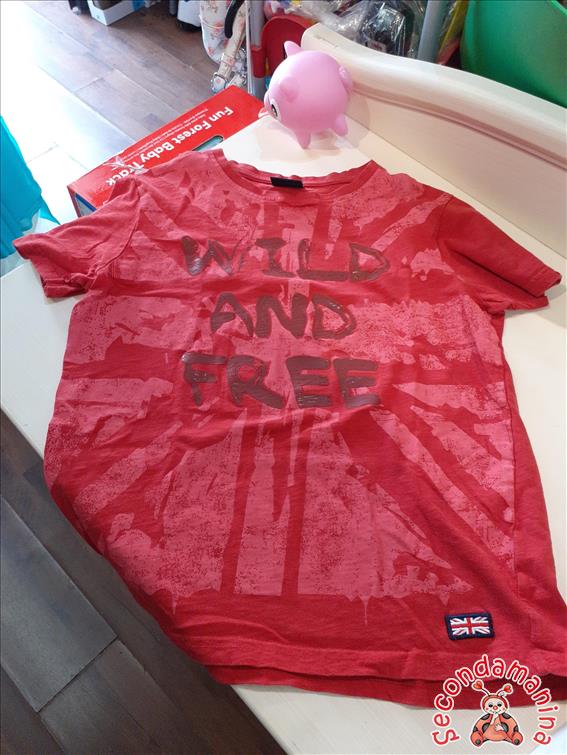 Fun Forest Baby Track
WILD
AND
FREE
Secondamanina